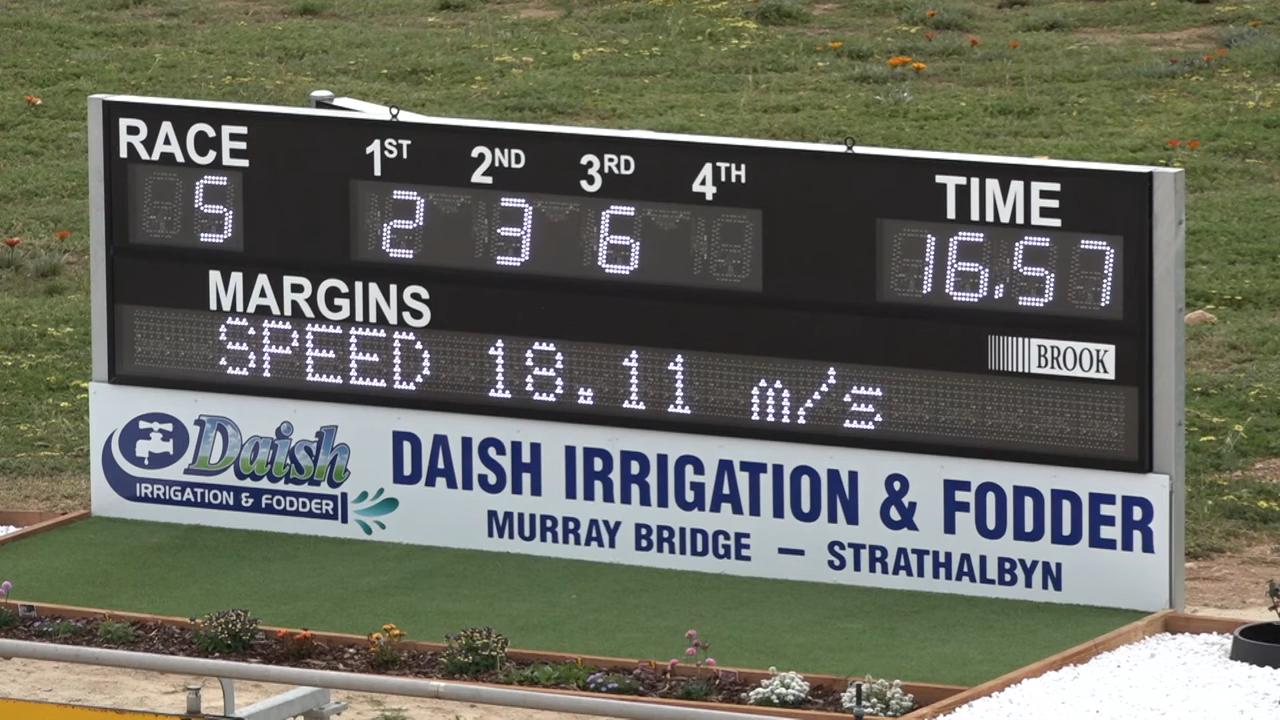 RACE 1ST 2ND 3RD 4TH TIME
5 2 3 6 16.57
MARGINS
BROOK
SPEED 18.11 m/s
Daish
IRRIGATION & FODDER
DAISH IRRIGATION & FODDER
MURRAY BRIDGE – STRATHALBYN